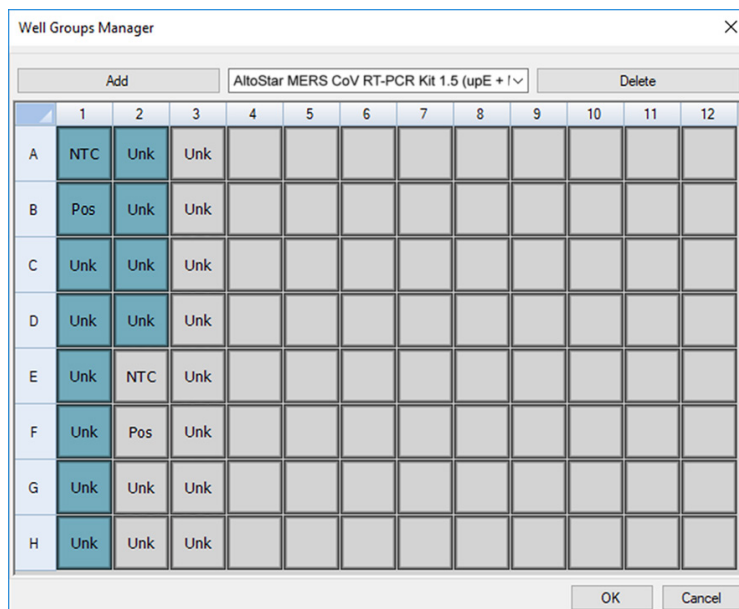 Well Groups Manager
Add AltoStar MERS CoV RT-PCR Kit 1.5 (upE + Delete
1 2 3 4 5 6 7 8 9 10 11 12
A NTC Unk Unk
B Pos Unk Unk
C Unk Unk Unk
D Unk Unk Unk
E Unk NTC Unk
F Unk Pos Unk
G Unk Unk Unk
H Unk Unk Unk
OK Cancel